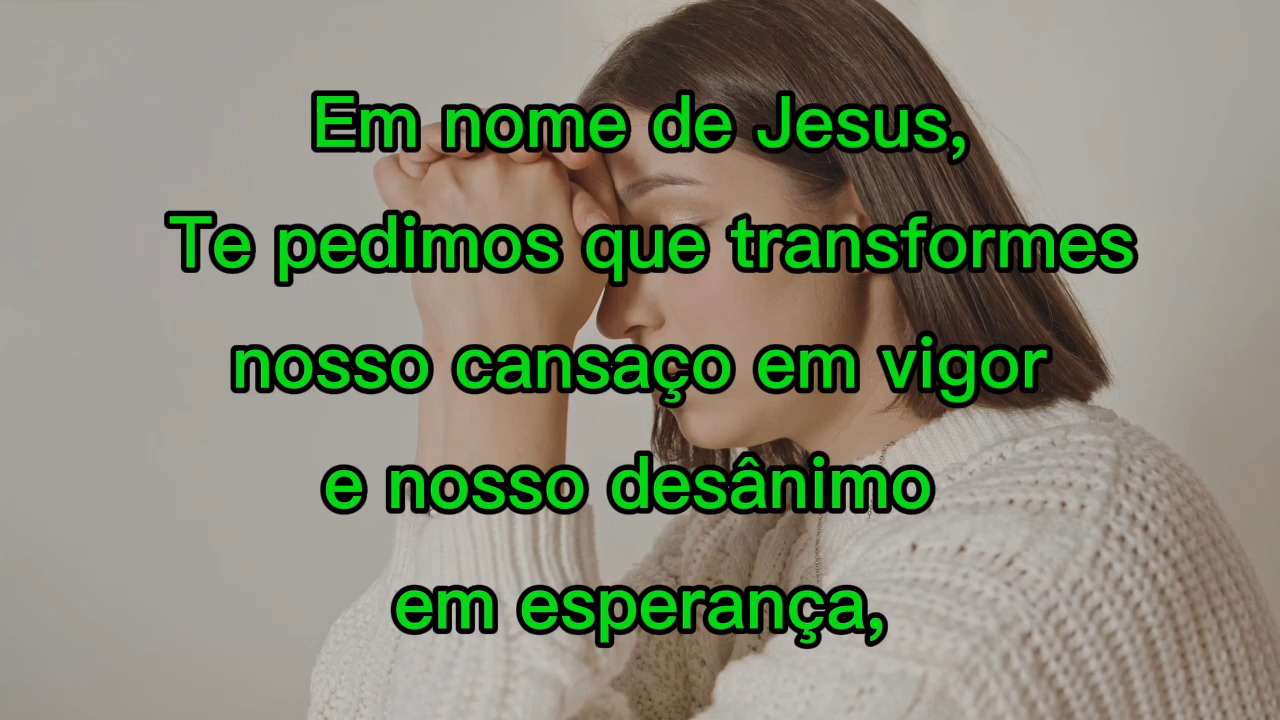 Em nome de Jesus,
Te pedimos que transformes
nosso cansaço em vigor
e nosso desânimo
em esperança,